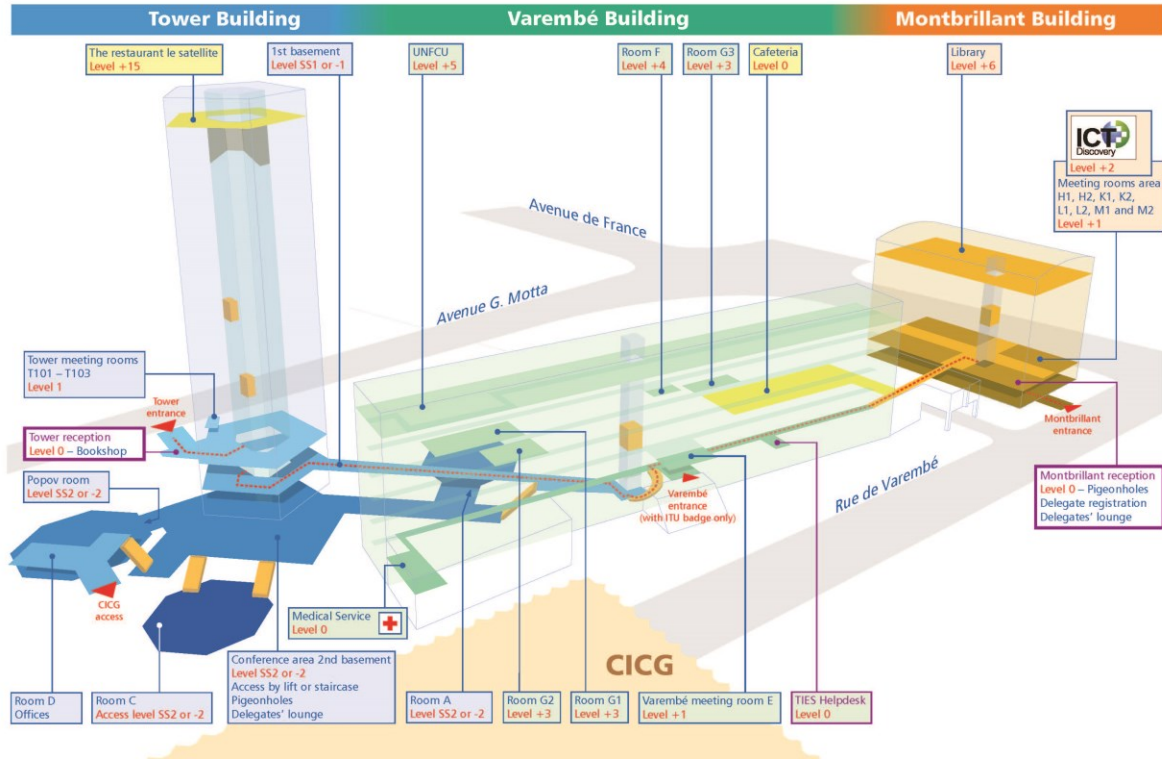 Tower Building
Varembé Building
Montbrillant Building
The restaurant le satellite
Level +15
1st basement
Level SS1 or -1
UNFCU
Level +5
Room F
Level +4
Room G3
Level +3
Cafeteria
Level 0
Library
Level +6
ICT
Discovery
Level +2
Meeting rooms area
H1, H2, K1, K2,
L1, L2, M1 and M2
Level +1
Avenue de France
Avenue G. Motta
Rue de Varembé
Tower meeting rooms
T101 – T103
Level 1
Tower
entrance
Tower reception
Level 0 – Bookshop
Popov room
Level SS2 or -2
CICG
access
Varembé
entrance
(with ITU badge only)
Montbrillant
entrance
Montbrillant reception
Level 0 – Pigeonholes
Delegate registration
Delegates' lounge
Medical Service
Level 0
CICG
Room D
Offices
Room C
Access level SS2 or -2
Conference area 2nd basement
Level SS2 or -2
Access by lift or staircase
Pigeonholes
Delegates' lounge
Room A
Level SS2 or -2
Room G2
Level +3
Room G1
Level +3
Varembé meeting room E
Level +1
TIES Helpdesk
Level 0